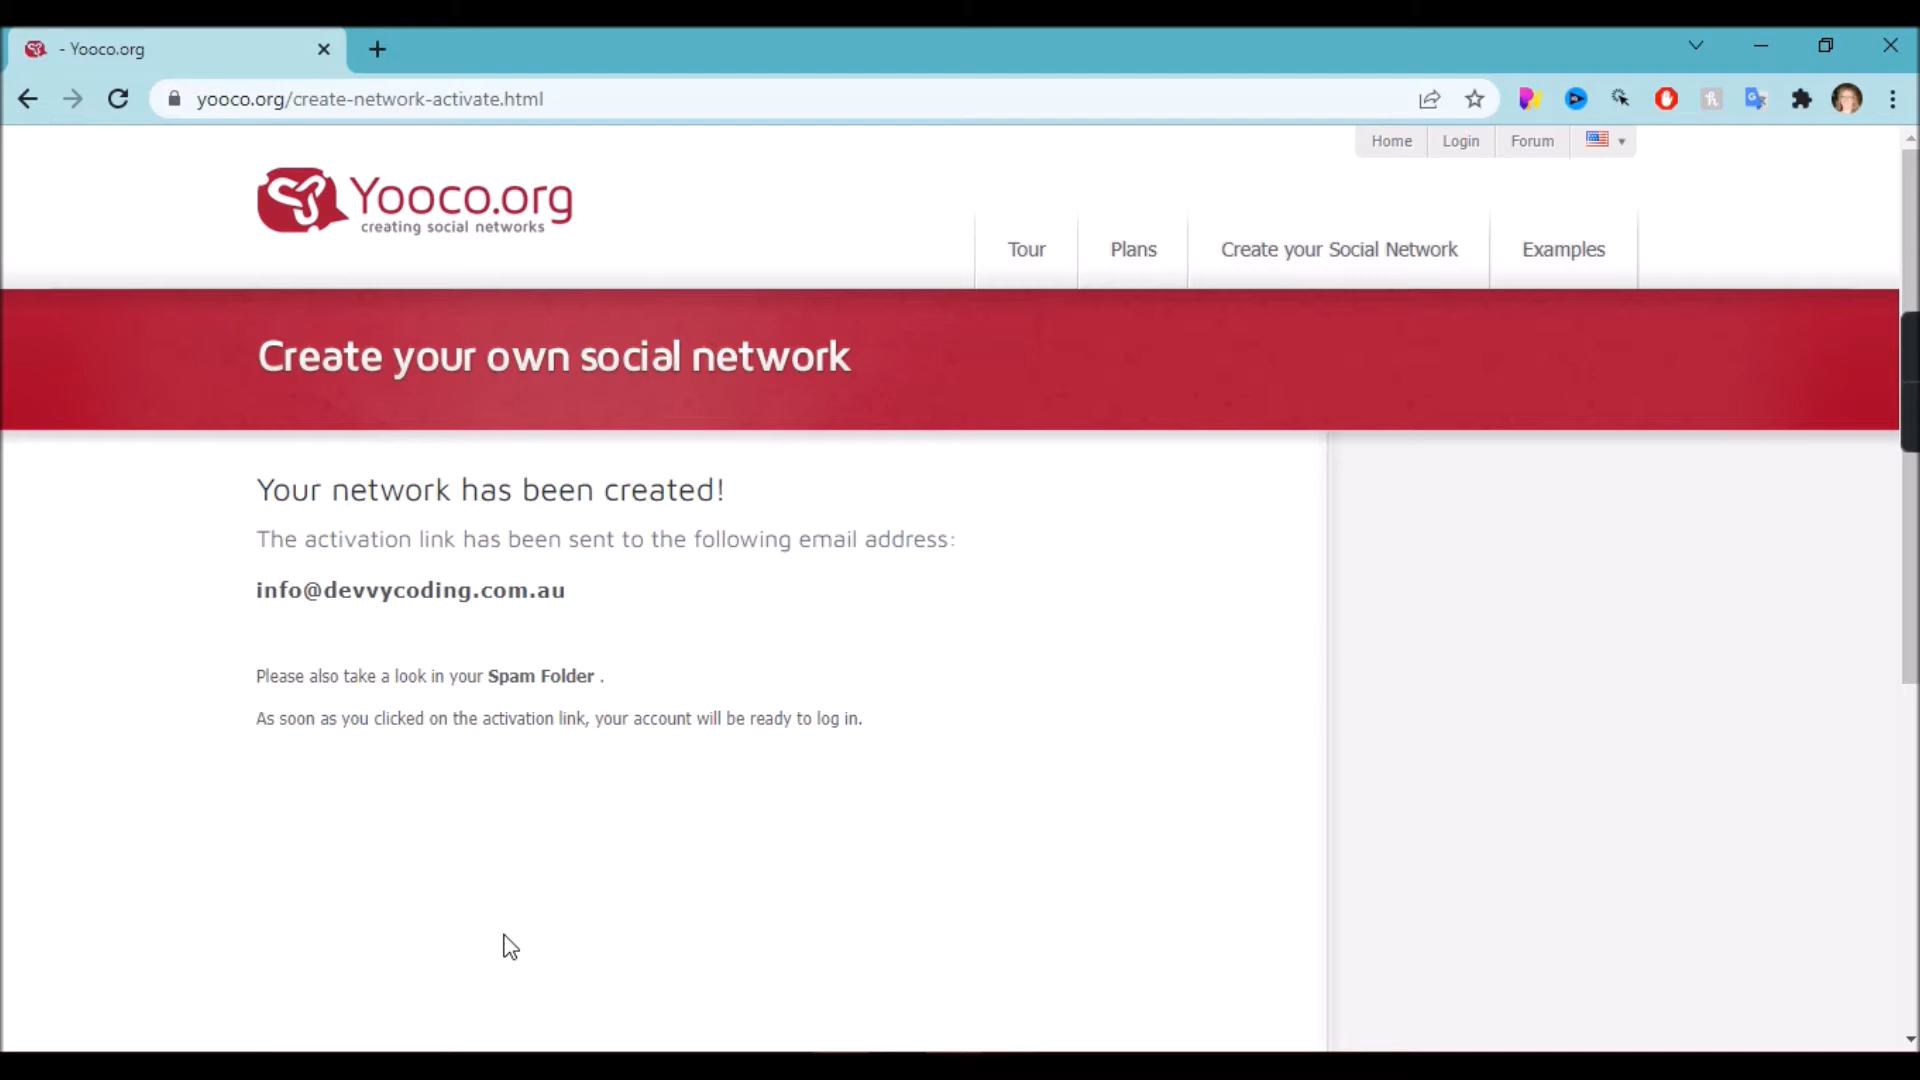 - Yooco.org
yooco.org/create-network-activate.html
Home Login Forum
Yooco.org
creating social networks
Tour Plans Create your Social Network Examples
Create your own social network
Your network has been created!
The activation link has been sent to the following email address:
info@devvycoding.com.au
Please also take a look in your Spam Folder .
As soon as you clicked on the activation link, your account will be ready to log in.